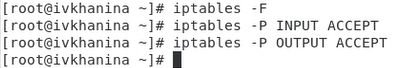 [root@ivkhanina ~]# iptables -F
[root@ivkhanina ~]# iptables -P INPUT ACCEPT
[root@ivkhanina ~]# iptables -P OUTPUT ACCEPT
[root@ivkhanina ~]#